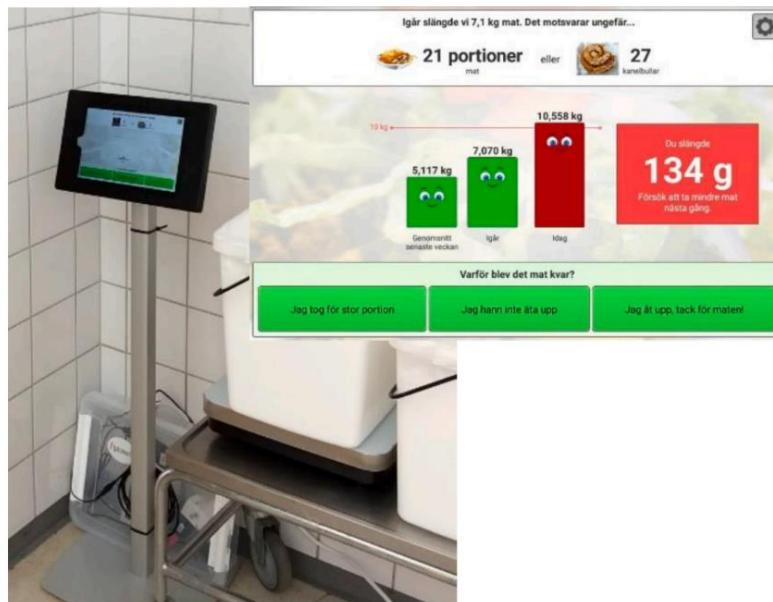 Igår slängde vi 7,1 kg mat. Det motsvarar ungefär...
21 portioner
mat
eller
27
kanelbullar
10 kg
5,117 kg
7,070 kg
10,558 kg
Genomsnitt
senaste veckan
Igår
Idag
Du slängde
134 g
Försök att ta mindre mat
nästa gång.
Varför blev det mat kvar?
Jag tog för stor portion
Jag hann inte äta upp
Jag åt upp, tack för maten!